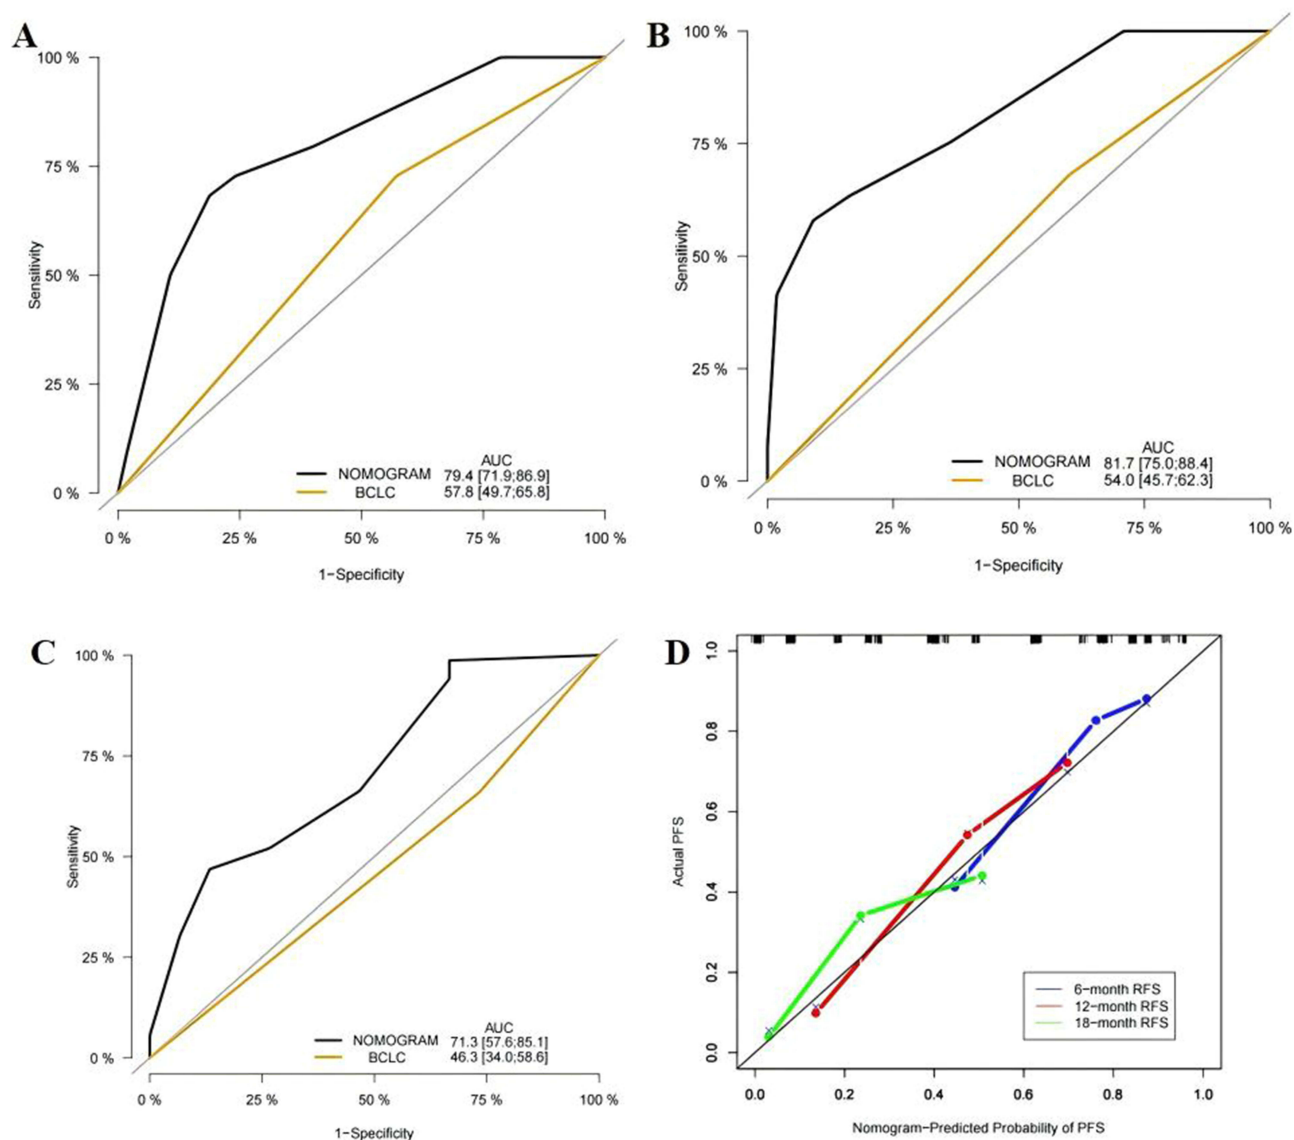 A
100 %
75 %
50 %
25 %
0 %
Sensitivity
AUC
NOMOGRAM 79.4 [71.9;86.9]
BCLC 57.8 [49.7;65.8]
0 % 25 % 50 % 75 % 100 %
1−Specificity
B
100 %
75 %
50 %
25 %
0 %
Sensitivity
AUC
NOMOGRAM 81.7 [75.0;88.4]
BCLC 54.0 [45.7;62.3]
0 % 25 % 50 % 75 % 100 %
1−Specificity
C
100 %
75 %
50 %
25 %
0 %
Sensitivity
AUC
NOMOGRAM 71.3 [57.6;85.1]
BCLC 46.3 [34.0;58.6]
0 % 25 % 50 % 75 % 100 %
1−Specificity
D
1.0
0.8
0.6
0.4
0.2
0.0
Actual PFS
6−month RFS
12−month RFS
18−month RFS
0.0 0.2 0.4 0.6 0.8 1.0
Nomogram−Predicted Probability of PFS